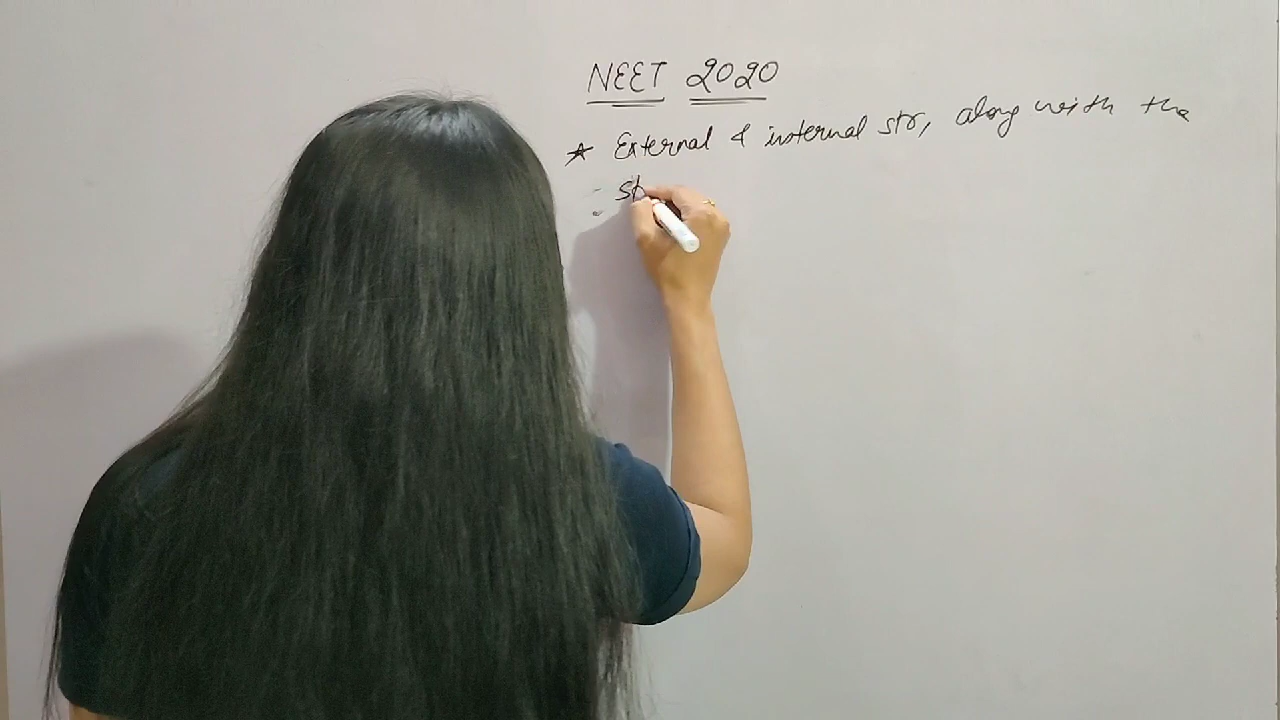 NEET 2020
* External & internal str, along with the
st